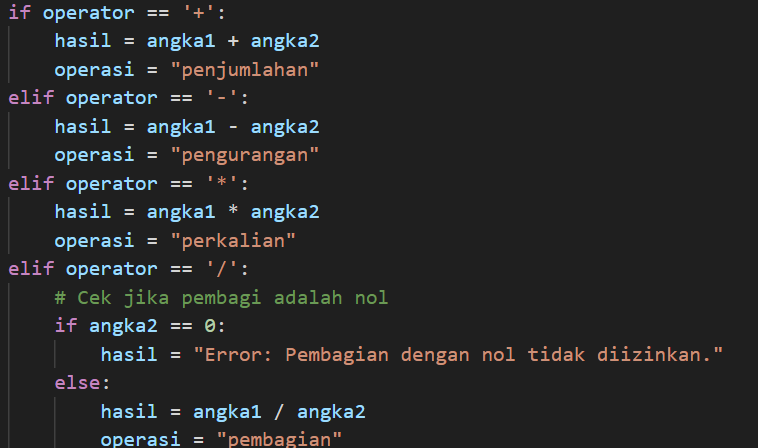 if operator == '+':
    hasil = angka1 + angka2
    operasi = "penjumlahan"
elif operator == '-':
    hasil = angka1 - angka2
    operasi = "pengurangan"
elif operator == '*':
    hasil = angka1 * angka2
    operasi = "perkalian"
elif operator == '/':
    # Cek jika pembagi adalah nol
    if angka2 == 0:
        hasil = "Error: Pembagian dengan nol tidak diizinkan."
    else:
        hasil = angka1 / angka2
        operasi = "pembagian"